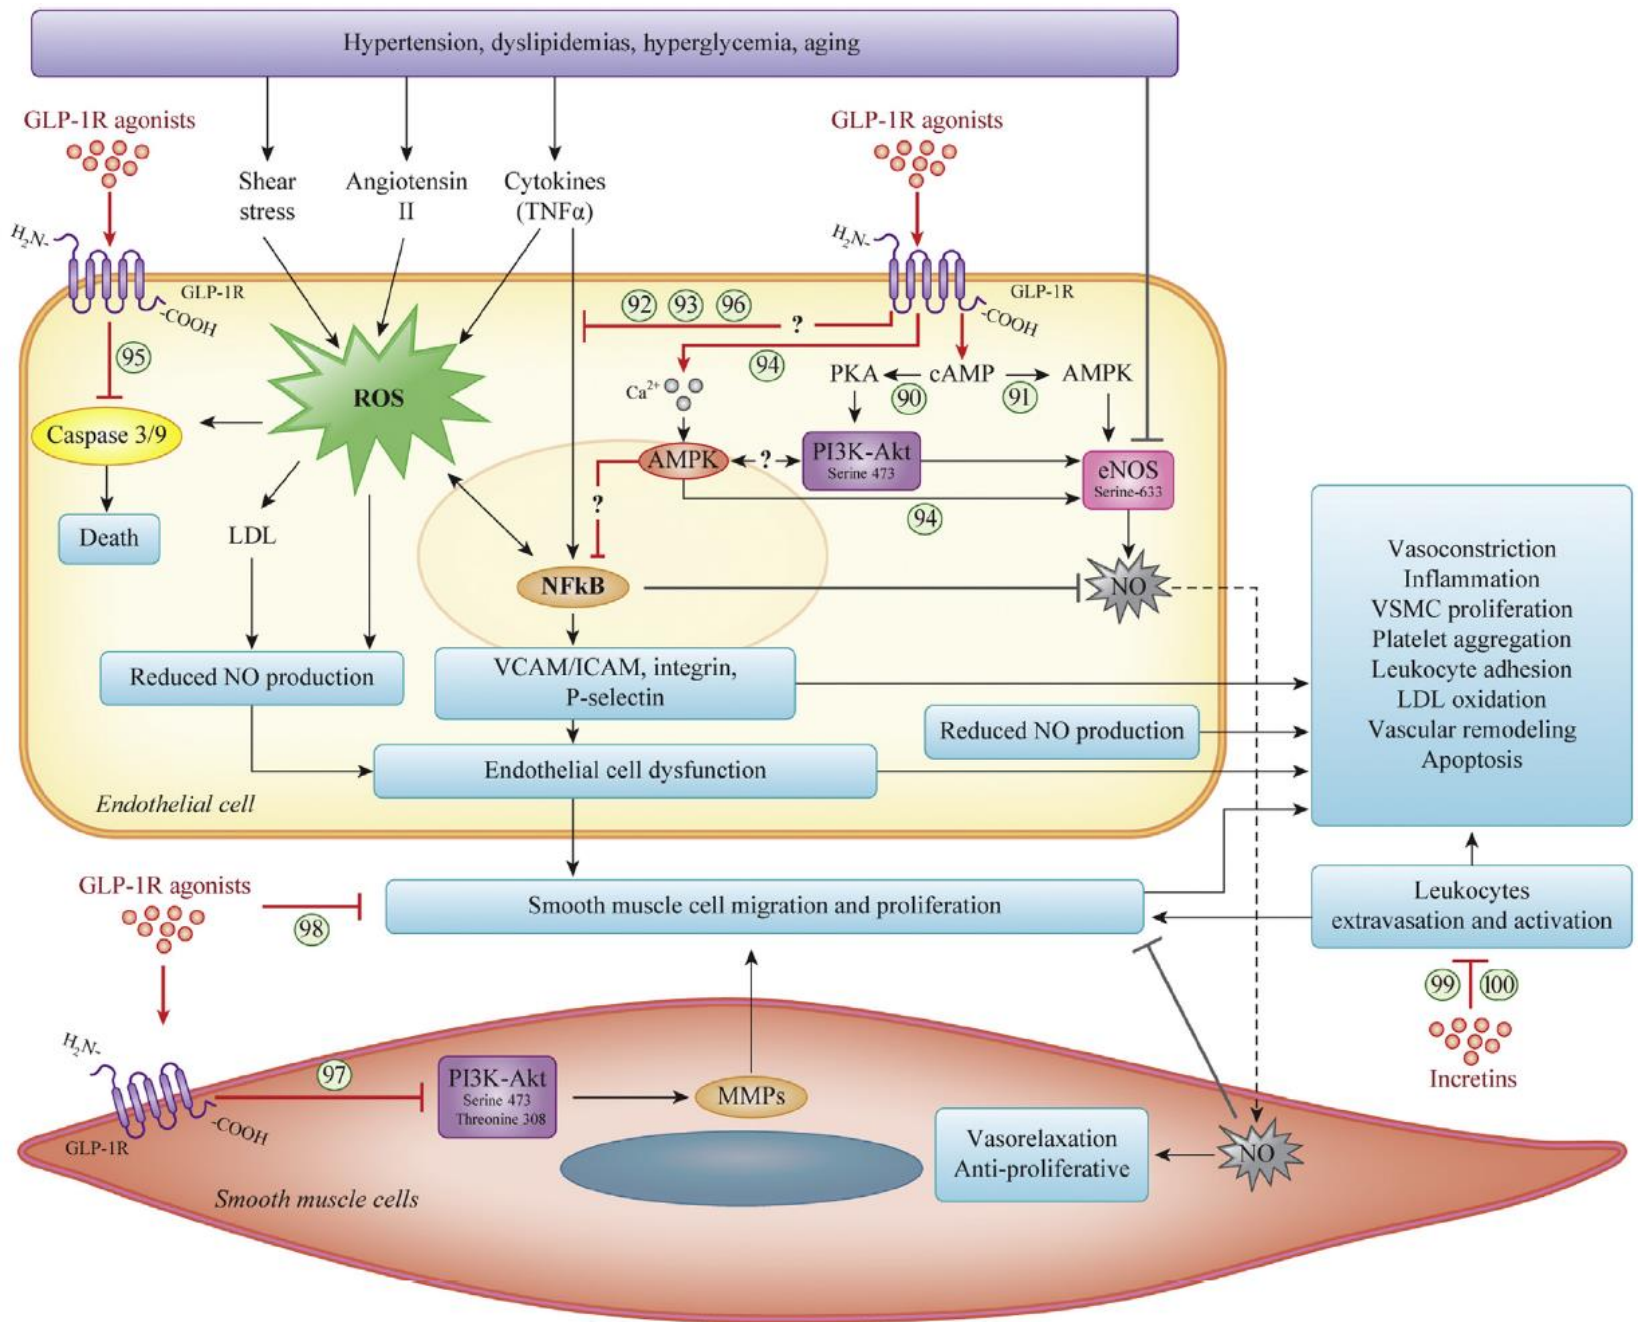 Hypertension, dyslipidemias, hyperglycemia, aging
GLP-1R agonists
GLP-1R agonists
Shear
stress
Angiotensin
II
Cytokines
(TNFα)
H2N-
GLP-1R
-COOH
H2N-
GLP-1R
-COOH
92
93
96
?
95
94
ROS
Ca2+
PKA
cAMP
AMPK
90
91
Caspase 3/9
AMPK
?
PI3K-Akt
Serine 473
eNOS
Serine-633
?
94
Death
LDL
NFkB
NO
Vasoconstriction
Inflammation
VSMC proliferation
Platelet aggregation
Leukocyte adhesion
LDL oxidation
Vascular remodeling
Apoptosis
Reduced NO production
VCAM/ICAM, integrin,
P-selectin
Reduced NO production
Endothelial cell dysfunction
Endothelial cell
GLP-1R agonists
98
Smooth muscle cell migration and proliferation
Leukocytes
extravasation and activation
99
100
Incretins
H2N-
GLP-1R
-COOH
97
PI3K-Akt
Serine 473
Threonine 308
MMPs
Vasorelaxation
Anti-proliferative
NO
Smooth muscle cells